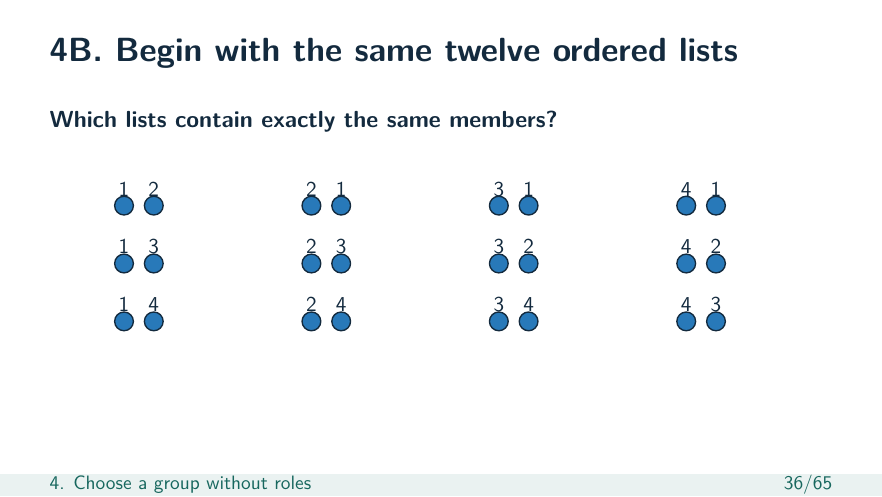 4B. Begin with the same twelve ordered lists
Which lists contain exactly the same members?
1 2 2 1 3 1 4 1
1 3 2 3 3 2 4 2
1 4 2 4 3 4 4 3
4. Choose a group without roles 36/65